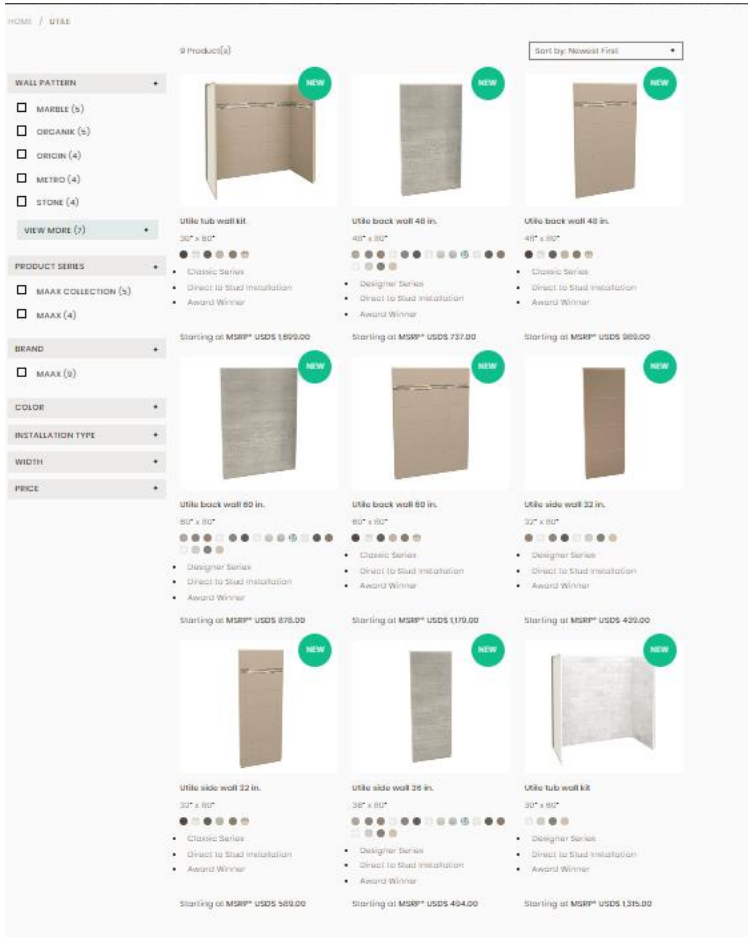 HOME / UTILE
9 Product(s)
Sort by: Newest First
WALL PATTERN
MARBLE (5)
ORGANIK (5)
ORIGIN (4)
METRO (4)
STONE (4)
VIEW MORE (7)
PRODUCT SERIES
MAAX COLLECTION (5)
MAAX (4)
BRAND
MAAX (9)
COLOR
INSTALLATION TYPE
WIDTH
PRICE
NEW
Utile tub wall kit
30" x 60"
Classic Series
Direct to Stud Installation
Award Winner
Starting at MSRP* USD$ 1,699.00
NEW
Utile back wall 48 in.
48" x 80"
Designer Series
Direct to Stud Installation
Award Winner
Starting at MSRP* USD$ 737.00
NEW
Utile back wall 48 in.
48" x 80"
Classic Series
Direct to Stud Installation
Award Winner
Starting at MSRP* USD$ 989.00
Utile back wall 60 in.
60" x 80"
Designer Series
Direct to Stud Installation
Award Winner
Starting at MSRP* USD$ 878.00
NEW
Utile back wall 60 in.
60" x 80"
Classic Series
Direct to Stud Installation
Award Winner
Starting at MSRP* USD$ 1,179.00
NEW
Utile side wall 32 in.
32" x 80"
Designer Series
Direct to Stud Installation
Award Winner
Starting at MSRP* USD$ 439.00
NEW
Utile side wall 32 in.
32" x 80"
Classic Series
Direct to Stud Installation
Award Winner
Starting at MSRP* USD$ 589.00
NEW
Utile side wall 36 in.
36" x 80"
Designer Series
Direct to Stud Installation
Award Winner
Starting at MSRP* USD$ 494.00
NEW
Utile tub wall kit
30" x 60"
Designer Series
Direct to Stud Installation
Award Winner
Starting at MSRP* USD$ 1,315.00
NEW